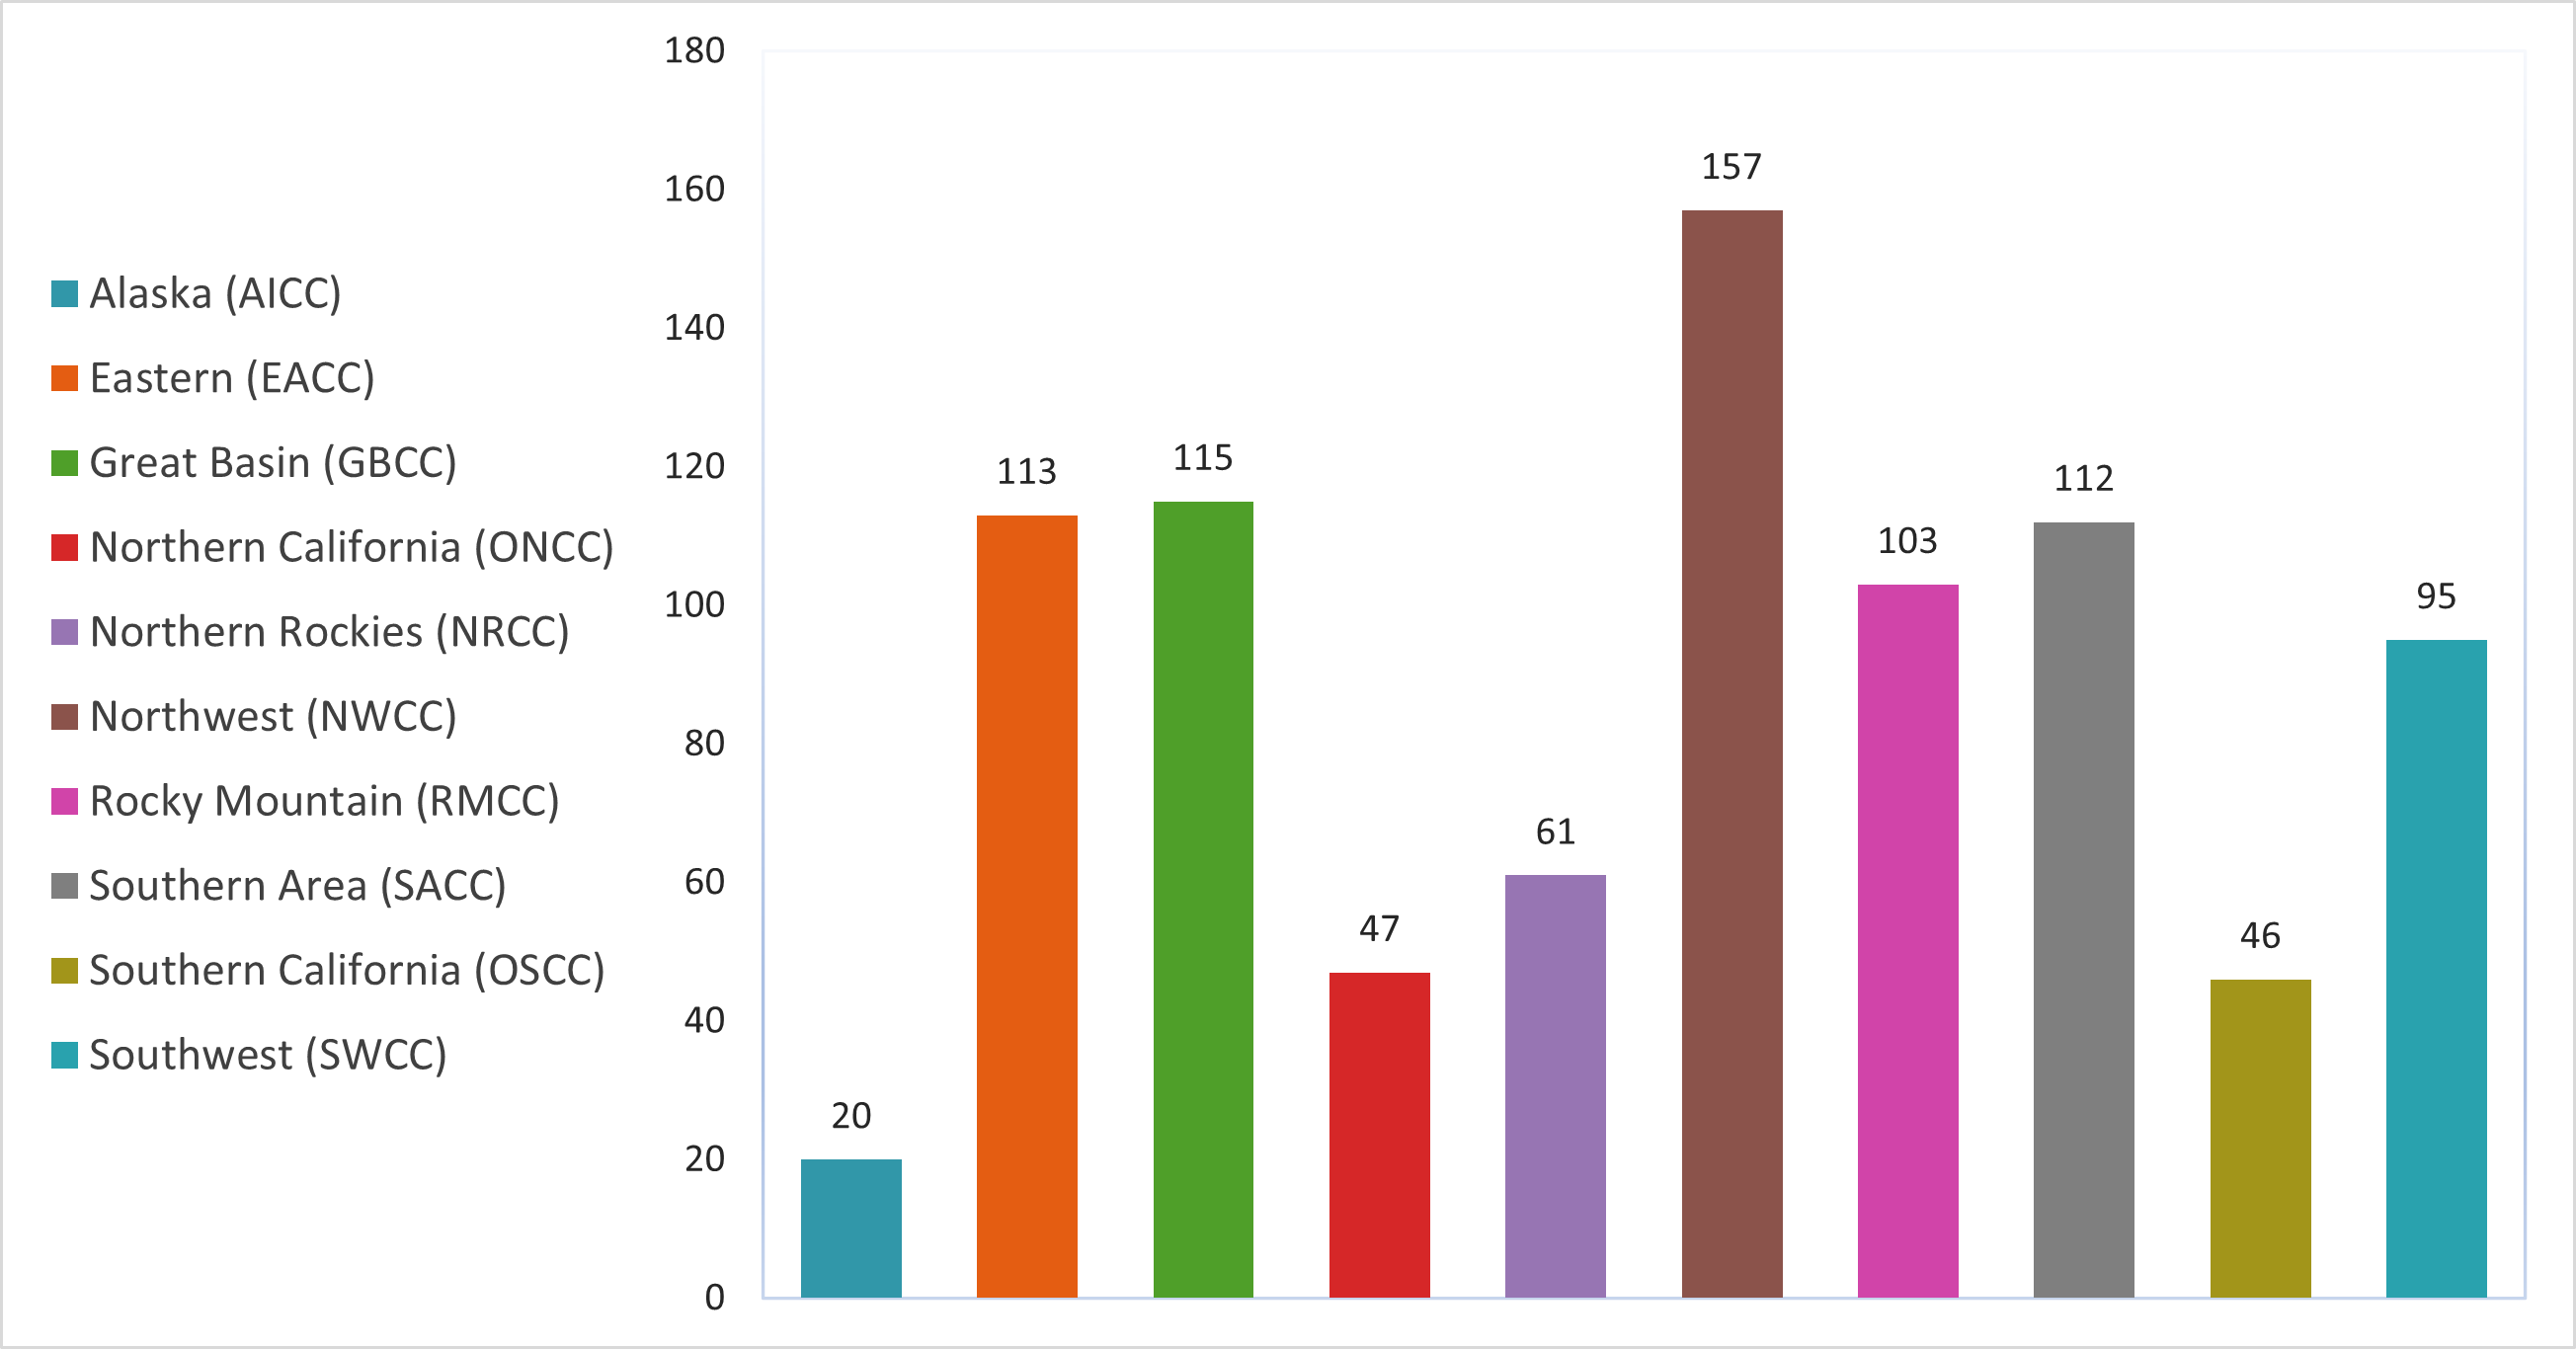 Alaska (AICC)
Eastern (EACC)
Great Basin (GBCC)
Northern California (ONCC)
Northern Rockies (NRCC)
Northwest (NWCC)
Rocky Mountain (RMCC)
Southern Area (SACC)
Southern California (OSCC)
Southwest (SWCC)
180
160
140
120
100
80
60
40
20
0
20
113
115
47
61
157
103
112
46
95